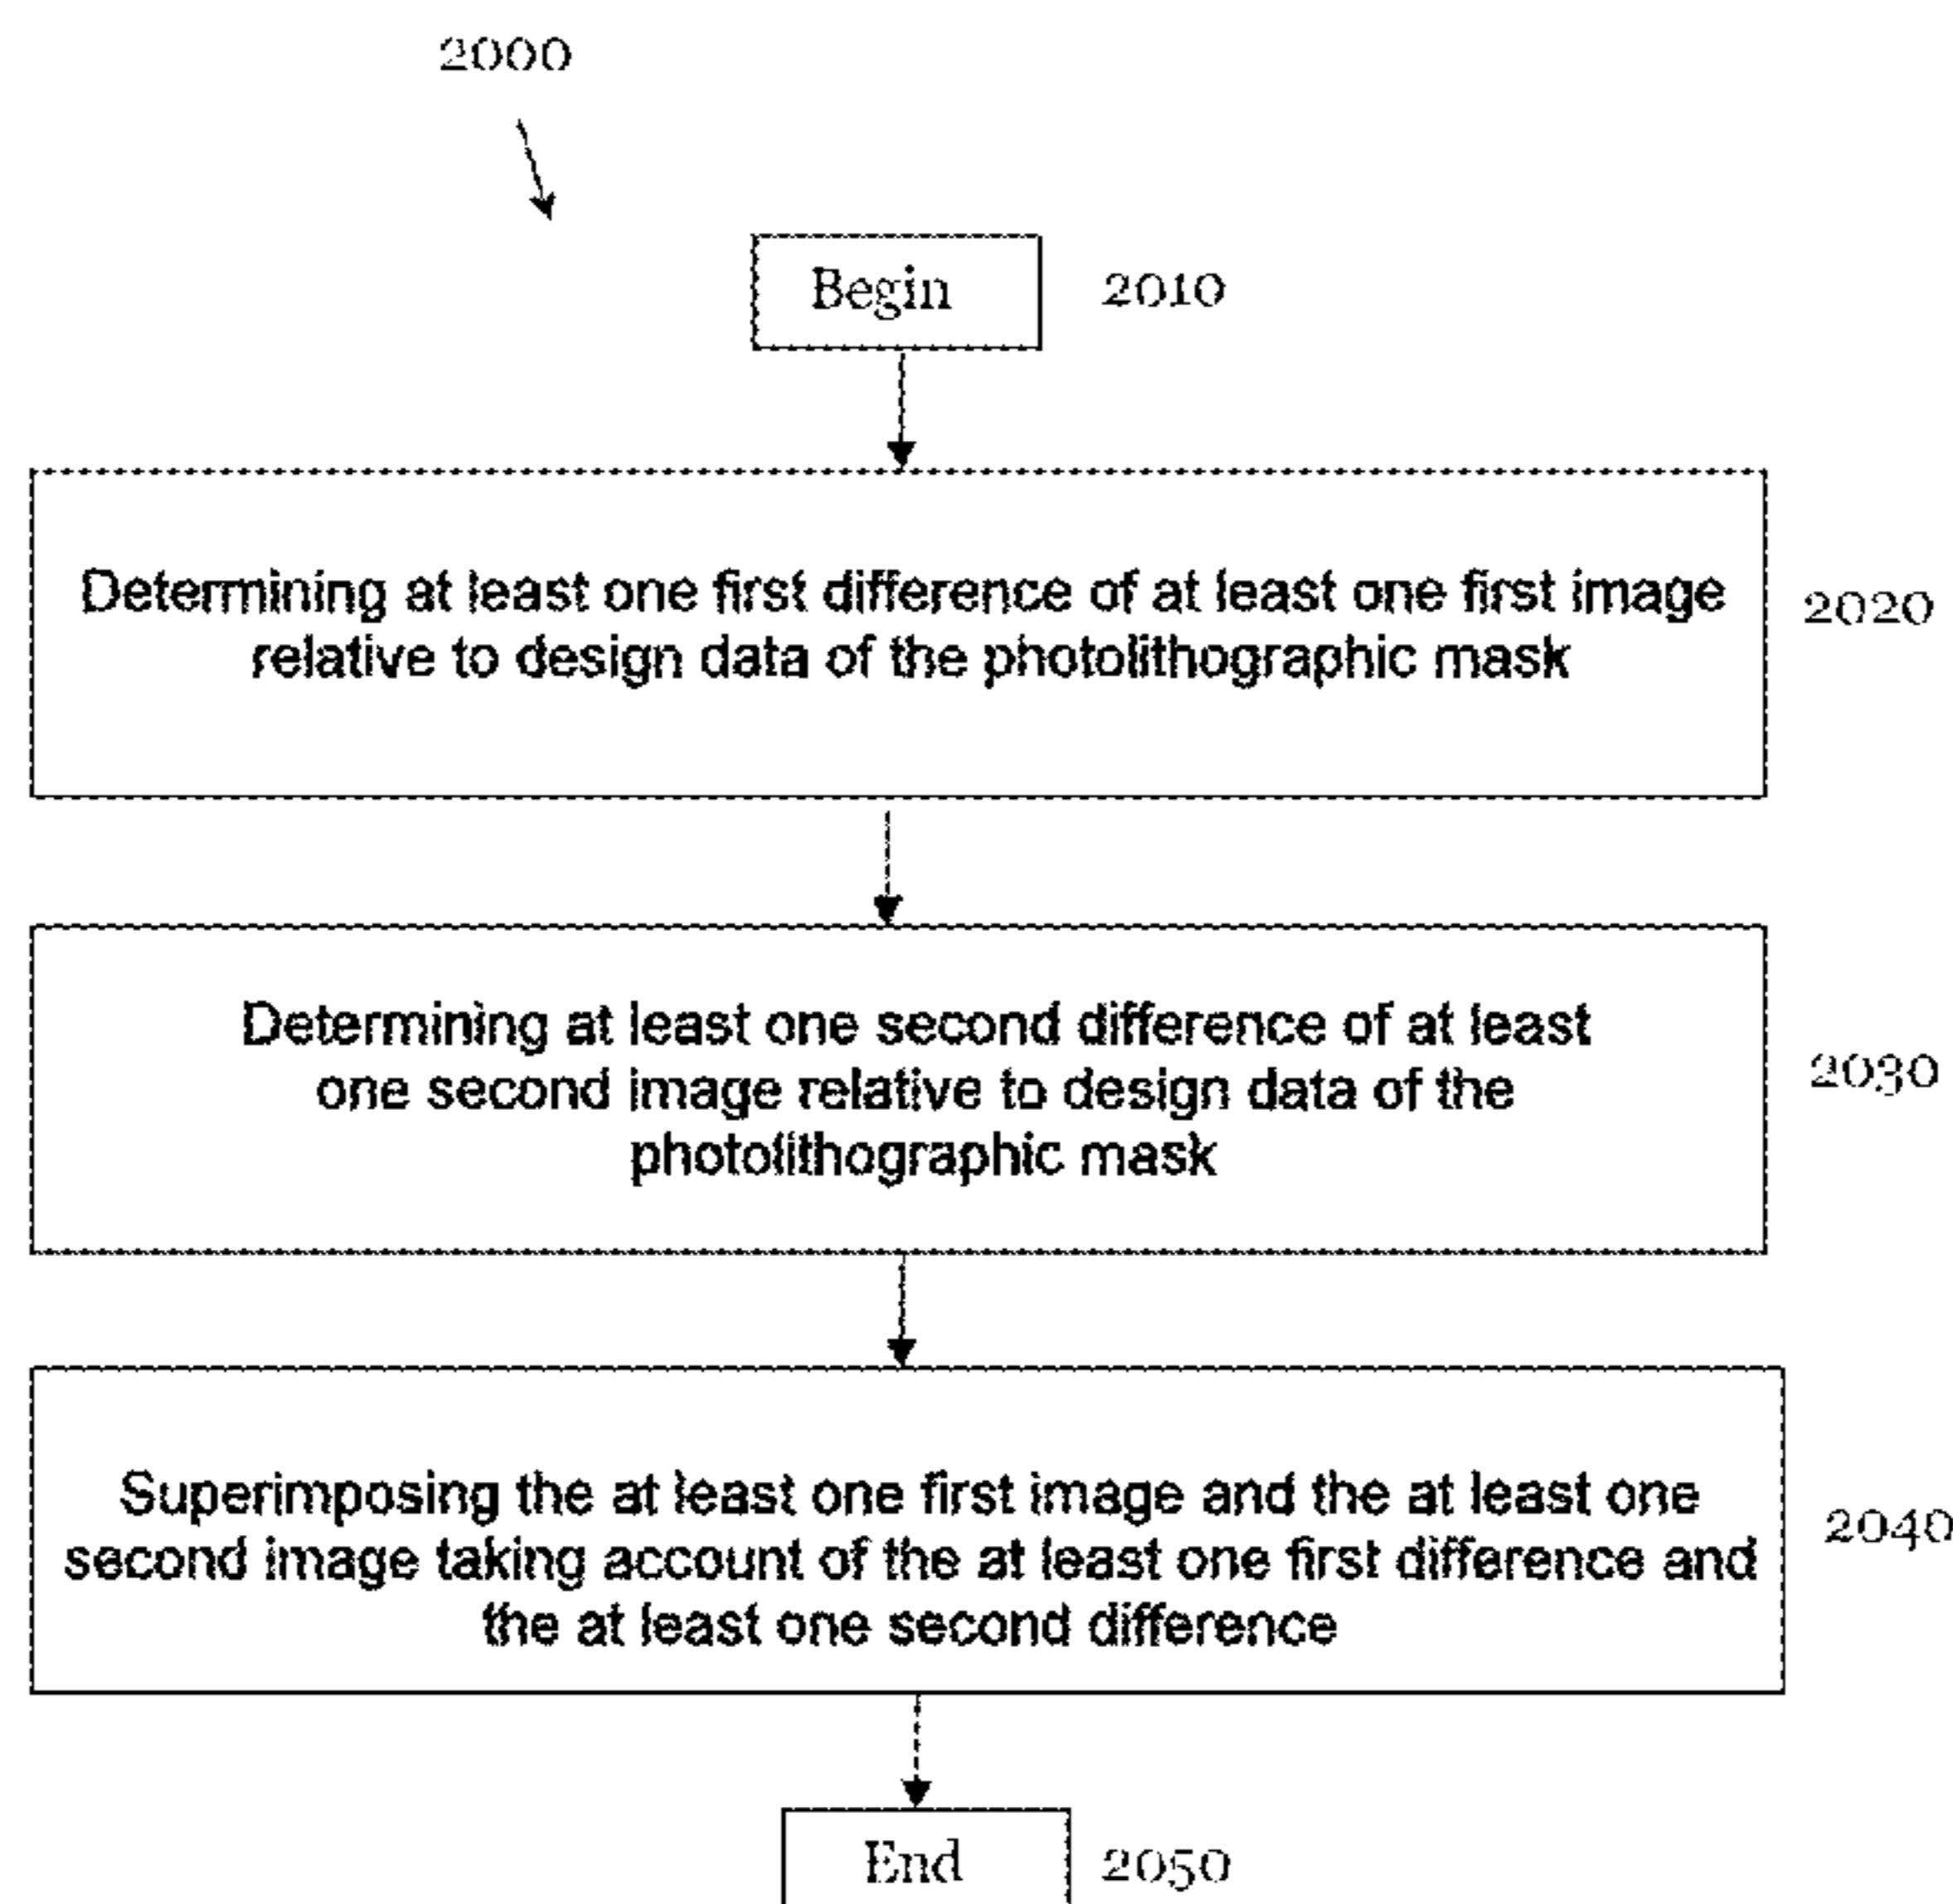 2000
Begin
2010
Determining at least one first difference of at least one first image
relative to design data of the photolithographic mask
2020
Determining at least one second difference of at least
one second image relative to design data of the
photolithographic mask
2030
Superimposing the at least one first image and the at least one
second image taking account of the at least one first difference and
the at least one second difference
2040
End
2050